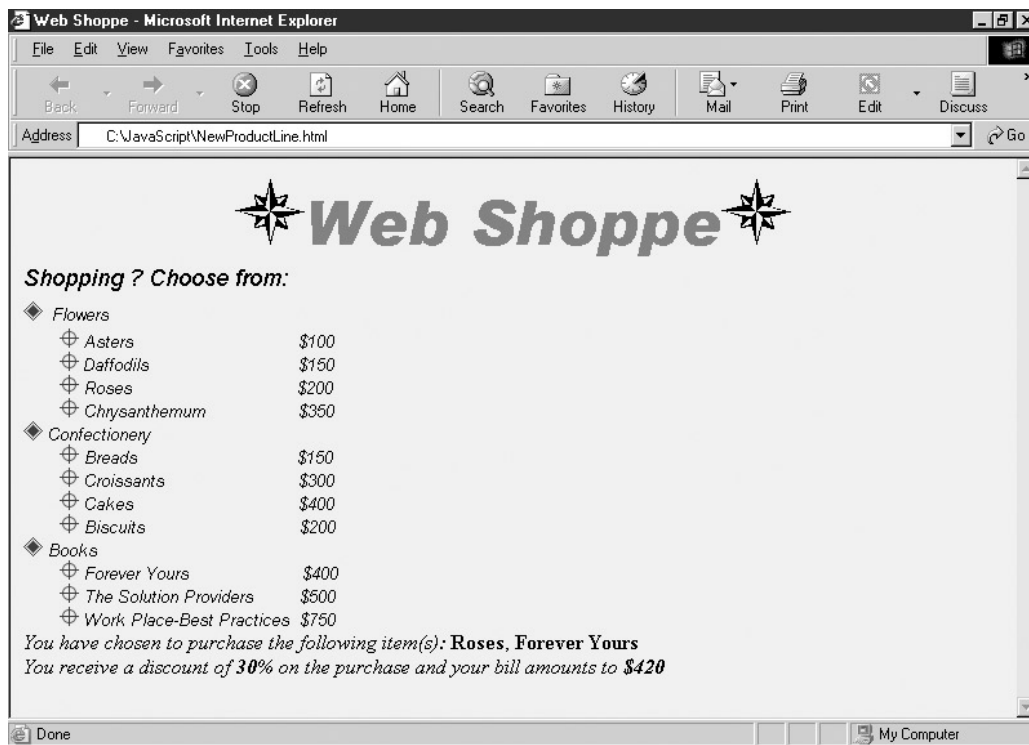 Web Shoppe - Microsoft Internet Explorer
File Edit View Favorites Tools Help
Back Forward Stop Refresh Home Search Favorites History Mail Print Edit Discuss
Address C:\JavaScript\NewProductLine.html Go
Web Shoppe
Shopping ? Choose from:
Flowers
Asters $100
Daffodils $150
Roses $200
Chrysanthemum $350
Confectionery
Breads $150
Croissants $300
Cakes $400
Biscuits $200
Books
Forever Yours $400
The Solution Providers $500
Work Place-Best Practices $750
You have chosen to purchase the following item(s): Roses, Forever Yours
You receive a discount of 30% on the purchase and your bill amounts to $420
Done My Computer